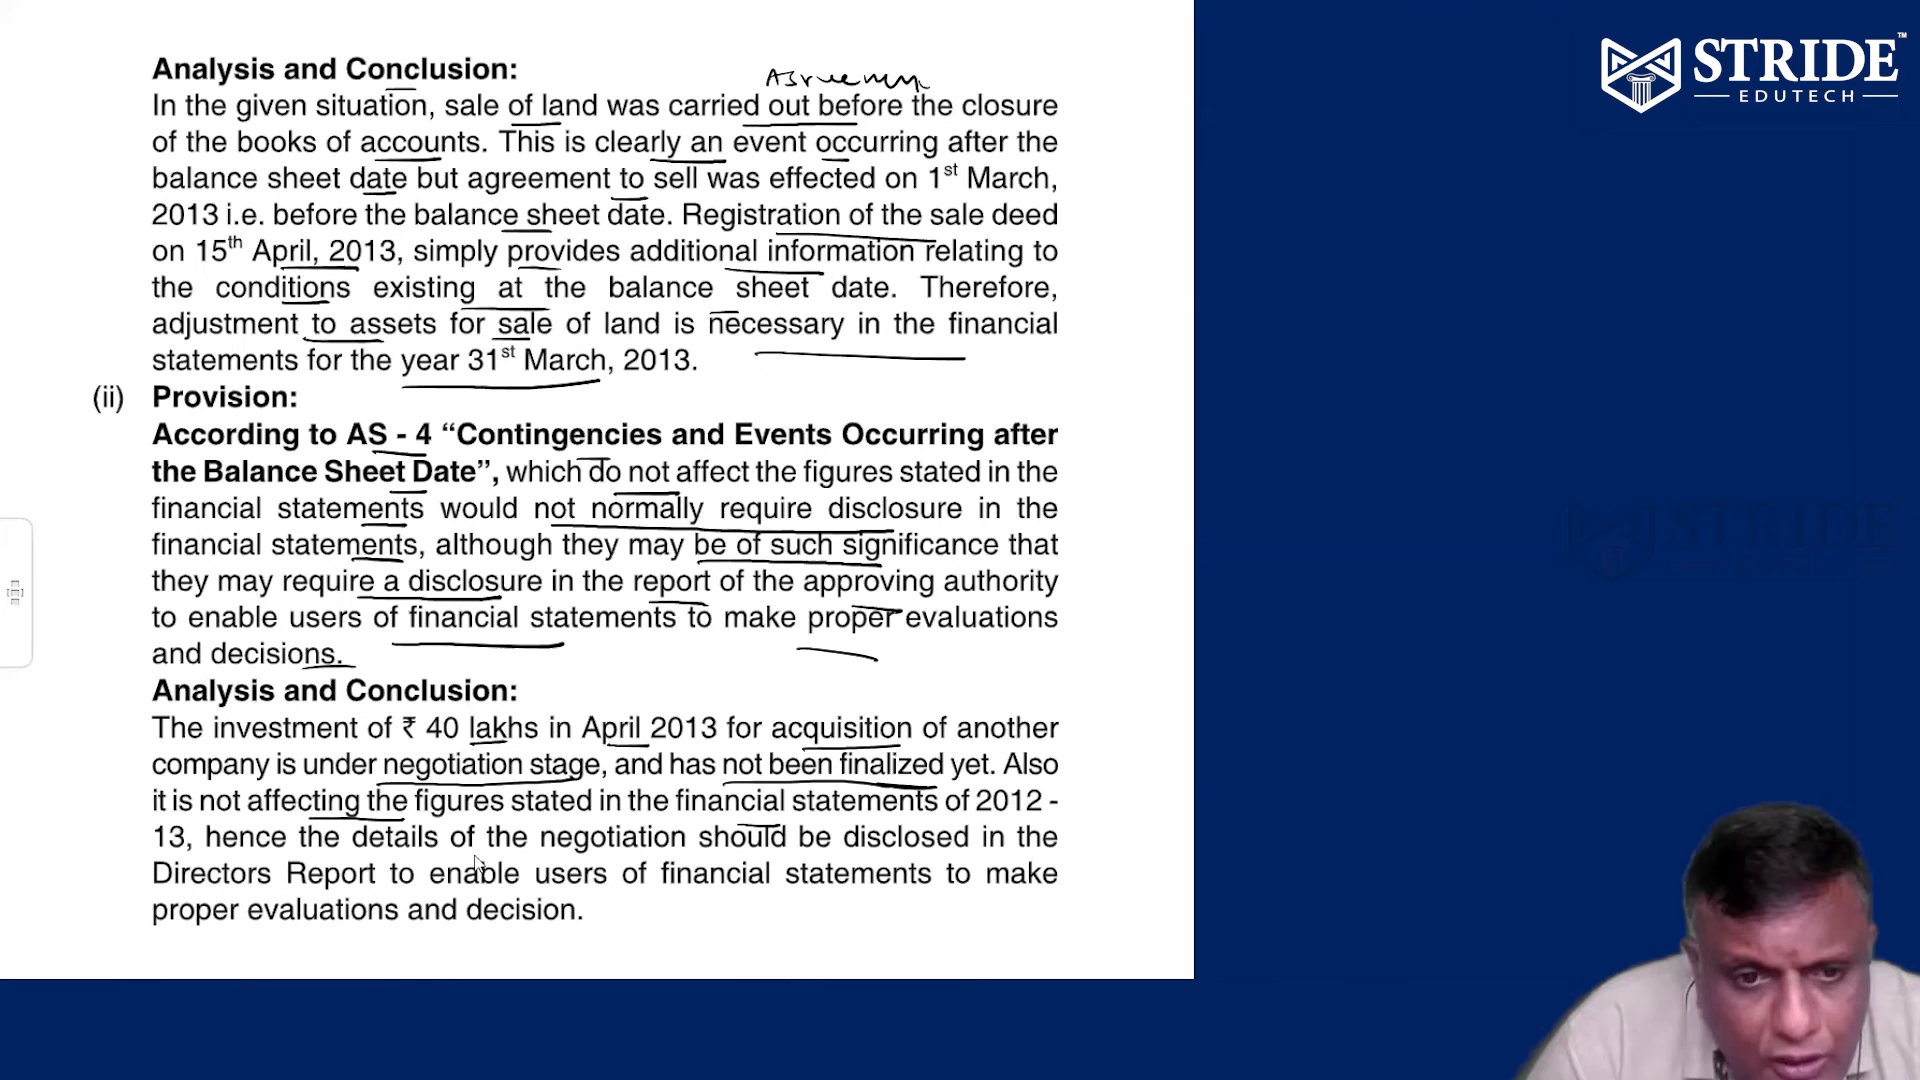 Analysis and Conclusion:
In the given situation, sale of land was carried out before the closure
of the books of accounts. This is clearly an event occurring after the
balance sheet date but agreement to sell was effected on 1st March,
2013 i.e. before the balance sheet date. Registration of the sale deed
on 15th April, 2013, simply provides additional information relating to
the conditions existing at the balance sheet date. Therefore,
adjustment to assets for sale of land is necessary in the financial
statements for the year 31st March, 2013.
(ii) Provision:
According to AS - 4 “Contingencies and Events Occurring after
the Balance Sheet Date”, which do not affect the figures stated in the
financial statements would not normally require disclosure in the
financial statements, although they may be of such significance that
they may require a disclosure in the report of the approving authority
to enable users of financial statements to make proper evaluations
and decisions.
Analysis and Conclusion:
The investment of ₹ 40 lakhs in April 2013 for acquisition of another
company is under negotiation stage, and has not been finalized yet. Also
it is not affecting the figures stated in the financial statements of 2012 -
13, hence the details of the negotiation should be disclosed in the
Directors Report to enable users of financial statements to make
proper evaluations and decision.
STRIDE™
EDUTECH
STRIDE